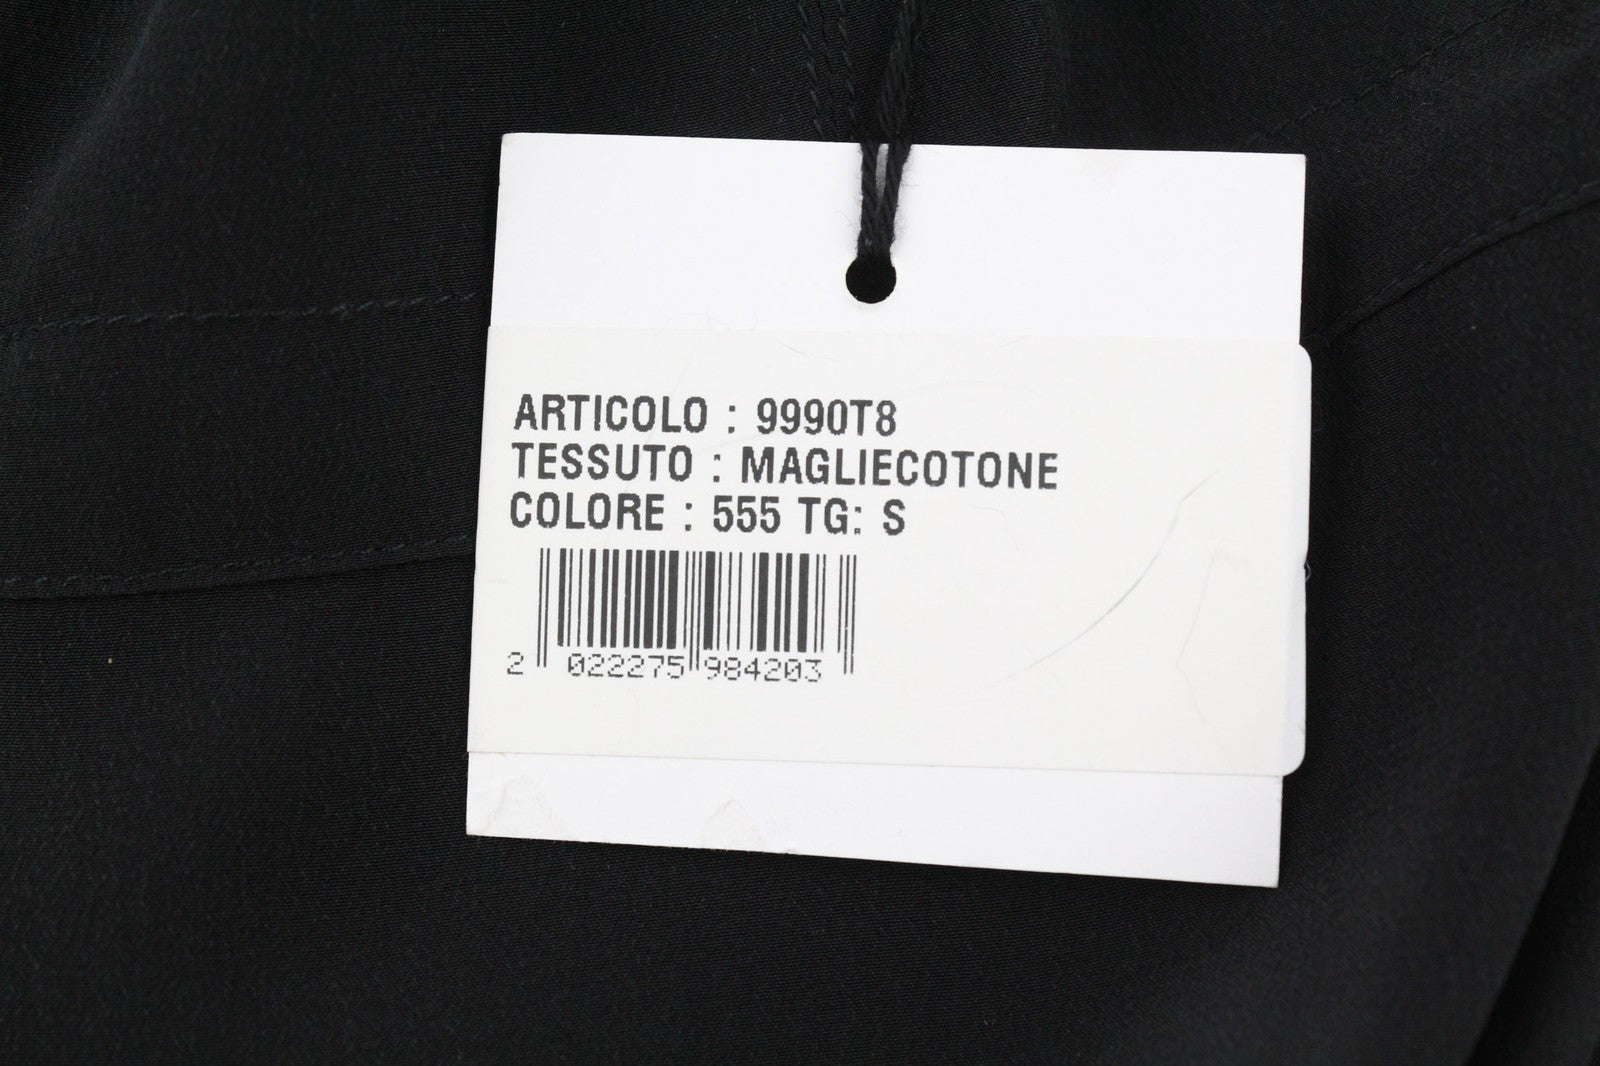 ARTICOLO : 9990T8
TESSUTO : MAGLIECOTONE
COLORE : 555 TG: S
2 022275 984203